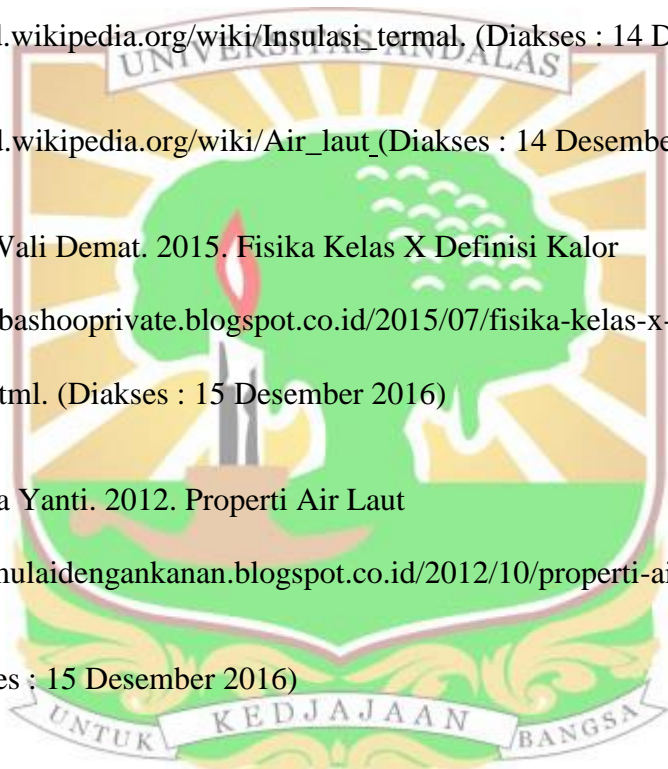 d.wikipedia.org/wiki/Insulasi_termal. (Diakses : 14 D
UNIVERSITAS ANDALAS
d.wikipedia.org/wiki/Air_laut (Diakses : 14 Desembe
Wali Demat. 2015. Fisika Kelas X Definisi Kalor
bashooprivate.blogspot.co.id/2015/07/fisika-kelas-x-
tml. (Diakses : 15 Desember 2016)
a Yanti. 2012. Properti Air Laut
nulaidengankanan.blogspot.co.id/2012/10/properti-ai
es : 15 Desember 2016)
UNTUK KEDJAJAAN BANGSA